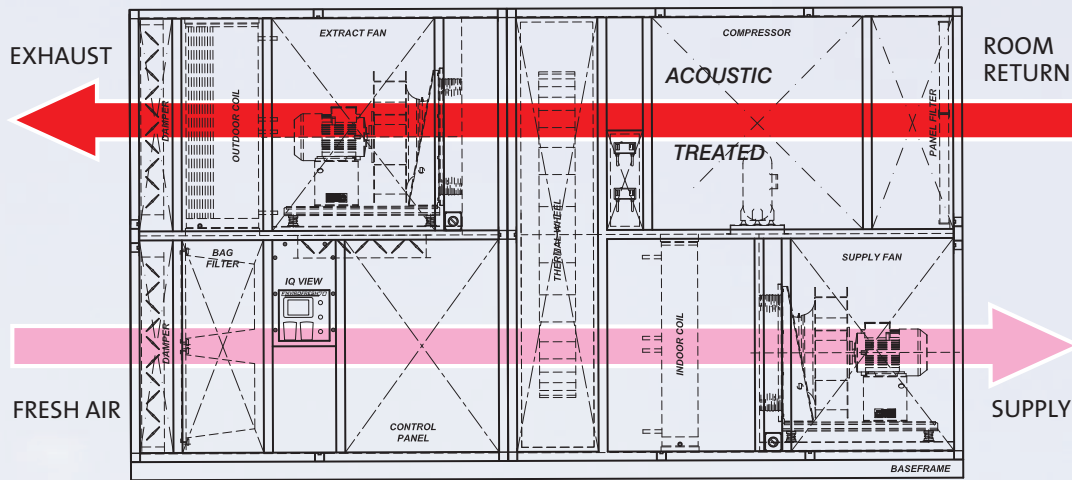 EXHAUST
ROOM
RETURN
EXTRACT FAN
COMPRESSOR
ACOUSTIC
TREATED
DAMPER
OUTDOOR COIL
THERMAL WHEEL
PANEL FILTER
BAG
FILTER
IQ VIEW
SUPPLY FAN
DAMPER
INDOOR COIL
FRESH AIR
SUPPLY
CONTROL
PANEL
BASEFRAME